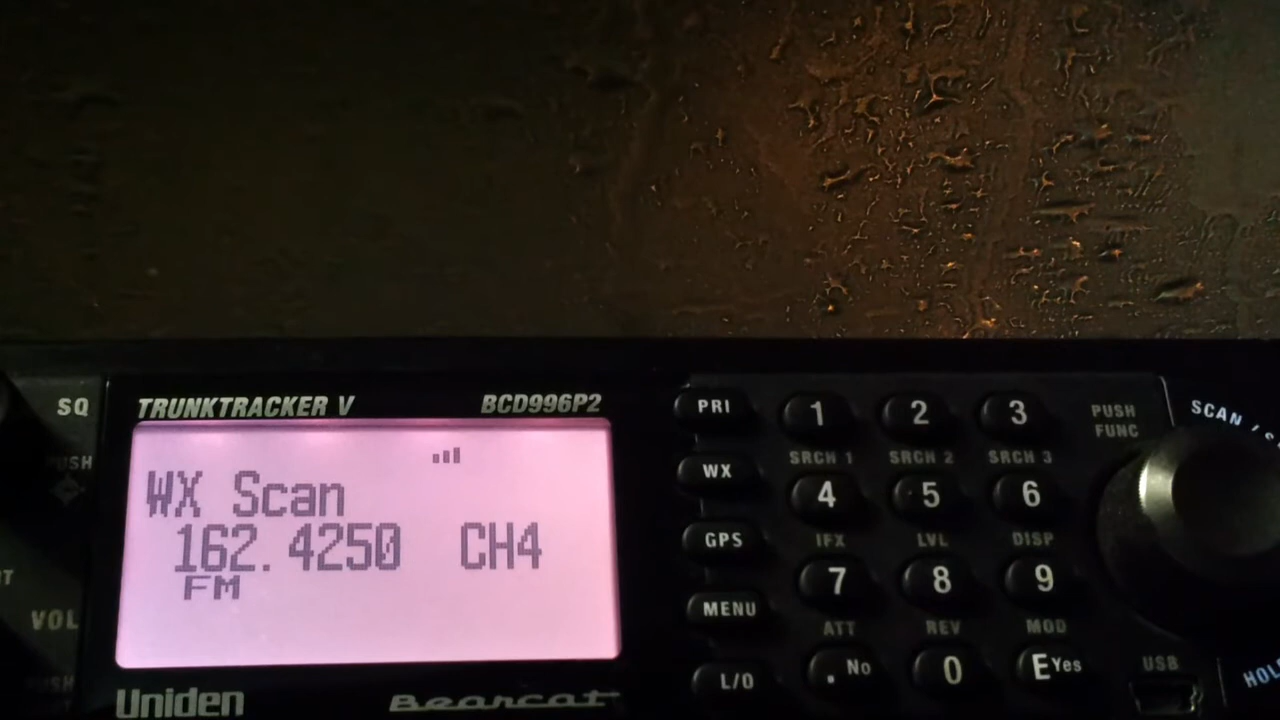 SQ
TRUNKTRACKER V BCD996P2
WX Scan
162.4250 CH4
FM
VOL
Uniden Bearcat
PRI 1 2 3
PUSH
FUNC
SCAN /
SRCH 1 SRCH 2 SRCH 3
WX 4 5 6
IFX LVL DISP
GPS 7 8 9
ATT REV MOD
MENU
L/O . No 0 E Yes
USB